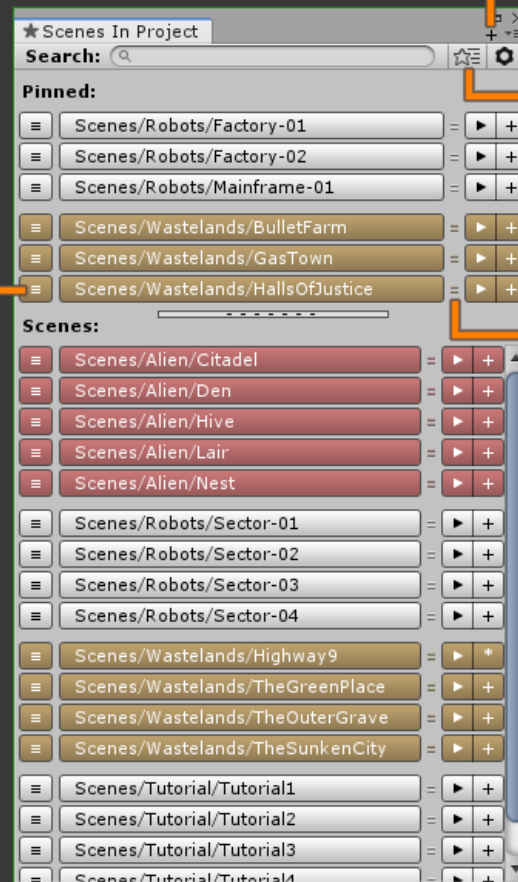 Scenes In Project
Search:
Pinned:
Scenes/Robots/Factory-01
Scenes/Robots/Factory-02
Scenes/Robots/Mainframe-01
Scenes/Wastelands/BulletFarm
Scenes/Wastelands/GasTown
Scenes/Wastelands/HallsOfJustice
Scenes:
Scenes/Alien/Citadel
Scenes/Alien/Den
Scenes/Alien/Hive
Scenes/Alien/Lair
Scenes/Alien/Nest
Scenes/Robots/Sector-01
Scenes/Robots/Sector-02
Scenes/Robots/Sector-03
Scenes/Robots/Sector-04
Scenes/Wastelands/Highway9
Scenes/Wastelands/TheGreenPlace
Scenes/Wastelands/TheOuterGrave
Scenes/Wastelands/TheSunkenCity
Scenes/Tutorial/Tutorial1
Scenes/Tutorial/Tutorial2
Scenes/Tutorial/Tutorial3
Scenes/Tutorial/Tutorial4